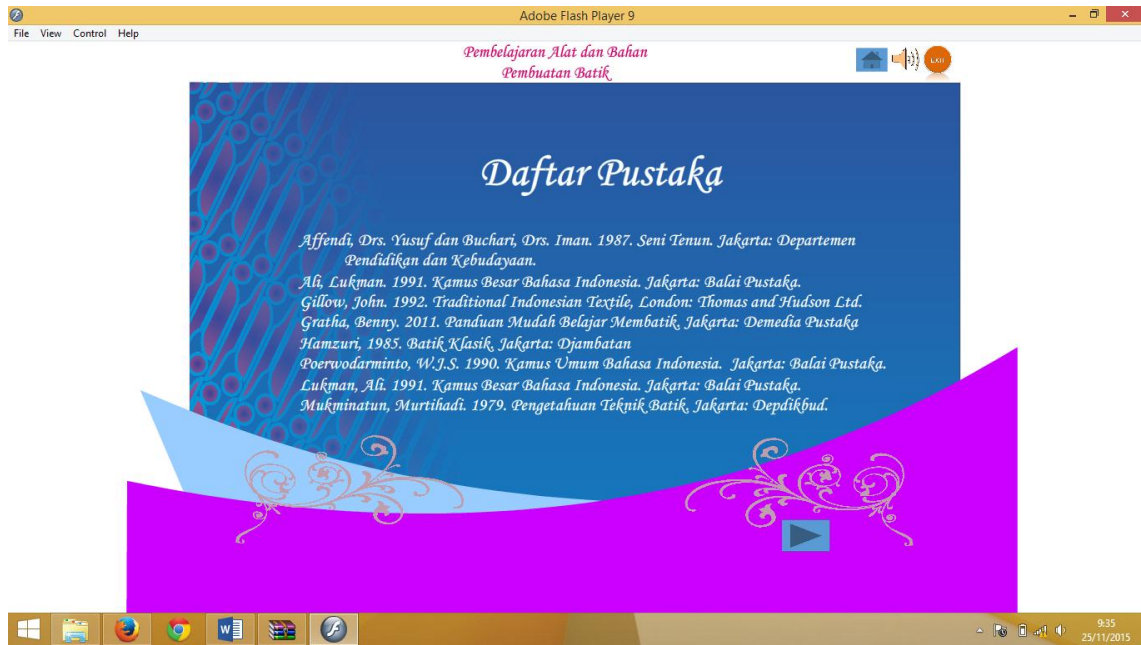 Adobe Flash Player 9
File View Control Help
Pembelajaran Alat dan Bahan
Pembuatan Batik
EXIT
Daftar Pustaka
Affendi, Drs. Yusuf dan Buchari, Drs. Iman. 1987. Seni Tenun. Jakarta: Departemen
Pendidikan dan Kebudayaan.
Ali, Lukman. 1991. Kamus Besar Bahasa Indonesia. Jakarta: Balai Pustaka.
Gillow, John. 1992. Traditional Indonesian Textile, London: Thomas and Hudson Ltd.
Gratha, Benny. 2011. Panduan Mudah Belajar Membatik, Jakarta: Demedia Pustaka
Hamzuri, 1985. Batik Klasik, Jakarta: Djambatan
Poerwodarminto, W.J.S. 1990. Kamus Umum Bahasa Indonesia. Jakarta: Balai Pustaka.
Lukman, Ali. 1991. Kamus Besar Bahasa Indonesia. Jakarta: Balai Pustaka.
Mukminatun, Murtihadi. 1979. Pengetahuan Teknik Batik, Jakarta: Depdikbud.
9:35
25/11/2015